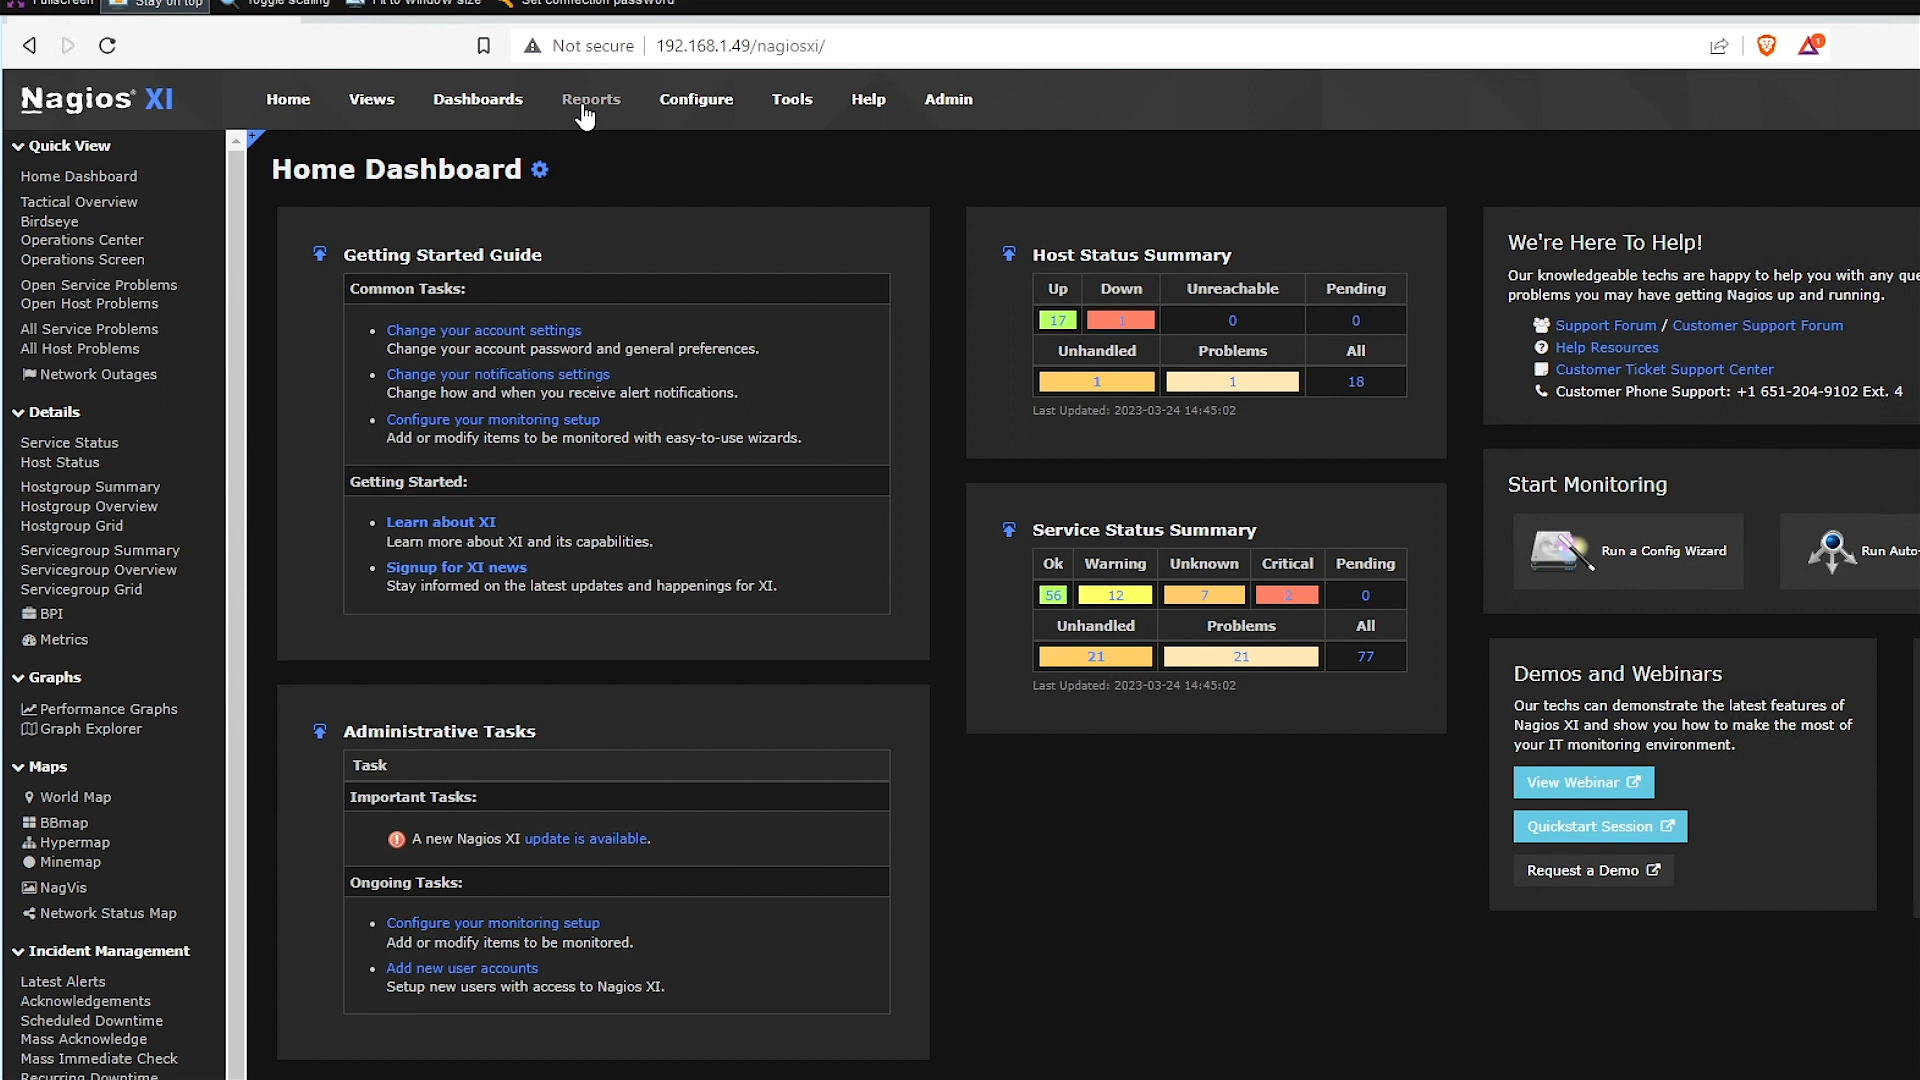 Fullscreen Stay on top Toggle scaling Fit to window size Set connection password
Not secure 192.168.1.49/nagiosxi/
1
Nagios® XI
Home Views Dashboards Reports Configure Tools Help Admin
Quick View
Home Dashboard
Tactical Overview
Birdseye
Operations Center
Operations Screen
Open Service Problems
Open Host Problems
All Service Problems
All Host Problems
Network Outages
Details
Service Status
Host Status
Hostgroup Summary
Hostgroup Overview
Hostgroup Grid
Servicegroup Summary
Servicegroup Overview
Servicegroup Grid
BPI
Metrics
Graphs
Performance Graphs
Graph Explorer
Maps
World Map
BBmap
Hypermap
Minemap
NagVis
Network Status Map
Incident Management
Latest Alerts
Acknowledgements
Scheduled Downtime
Mass Acknowledge
Mass Immediate Check
Recurring Downtime
Home Dashboard
Getting Started Guide
Common Tasks:
Change your account settings
Change your account password and general preferences.
Change your notifications settings
Change how and when you receive alert notifications.
Configure your monitoring setup
Add or modify items to be monitored with easy-to-use wizards.
Getting Started:
Learn about XI
Learn more about XI and its capabilities.
Signup for XI news
Stay informed on the latest updates and happenings for XI.
Administrative Tasks
Task
Important Tasks:
A new Nagios XI update is available.
Ongoing Tasks:
Configure your monitoring setup
Add or modify items to be monitored.
Add new user accounts
Setup new users with access to Nagios XI.
Host Status Summary
Up Down Unreachable Pending
17 1 0 0
Unhandled Problems All
1 1 18
Last Updated: 2023-03-24 14:45:02
Service Status Summary
Ok Warning Unknown Critical Pending
56 12 7 2 0
Unhandled Problems All
21 21 77
Last Updated: 2023-03-24 14:45:02
We're Here To Help!
Our knowledgeable techs are happy to help you with any que
problems you may have getting Nagios up and running.
Support Forum / Customer Support Forum
Help Resources
Customer Ticket Support Center
Customer Phone Support: +1 651-204-9102 Ext. 4
Start Monitoring
Run a Config Wizard
Run Auto-
Demos and Webinars
Our techs can demonstrate the latest features of
Nagios XI and show you how to make the most of
your IT monitoring environment.
View Webinar
Quickstart Session
Request a Demo